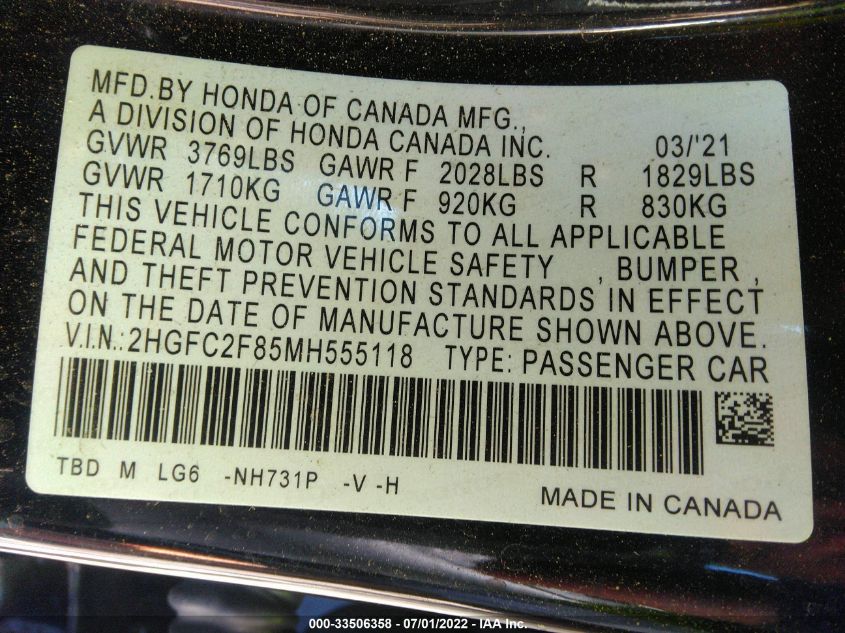 MFD.BY HONDA OF CANADA MFG.,
A DIVISION OF HONDA CANADA INC. 03/'21
GVWR 3769LBS GAWR F 2028LBS R 1829LBS
GVWR 1710KG GAWR F 920KG R 830KG
THIS VEHICLE CONFORMS TO ALL APPLICABLE
FEDERAL MOTOR VEHICLE SAFETY , BUMPER ,
AND THEFT PREVENTION STANDARDS IN EFFECT
ON THE DATE OF MANUFACTURE SHOWN ABOVE.
V.I.N.:2HGFC2F85MH555118 TYPE: PASSENGER CAR
TBD M LG6 -NH731P -V -H
MADE IN CANADA
000-33506358 - 07/01/2022 - IAA Inc.